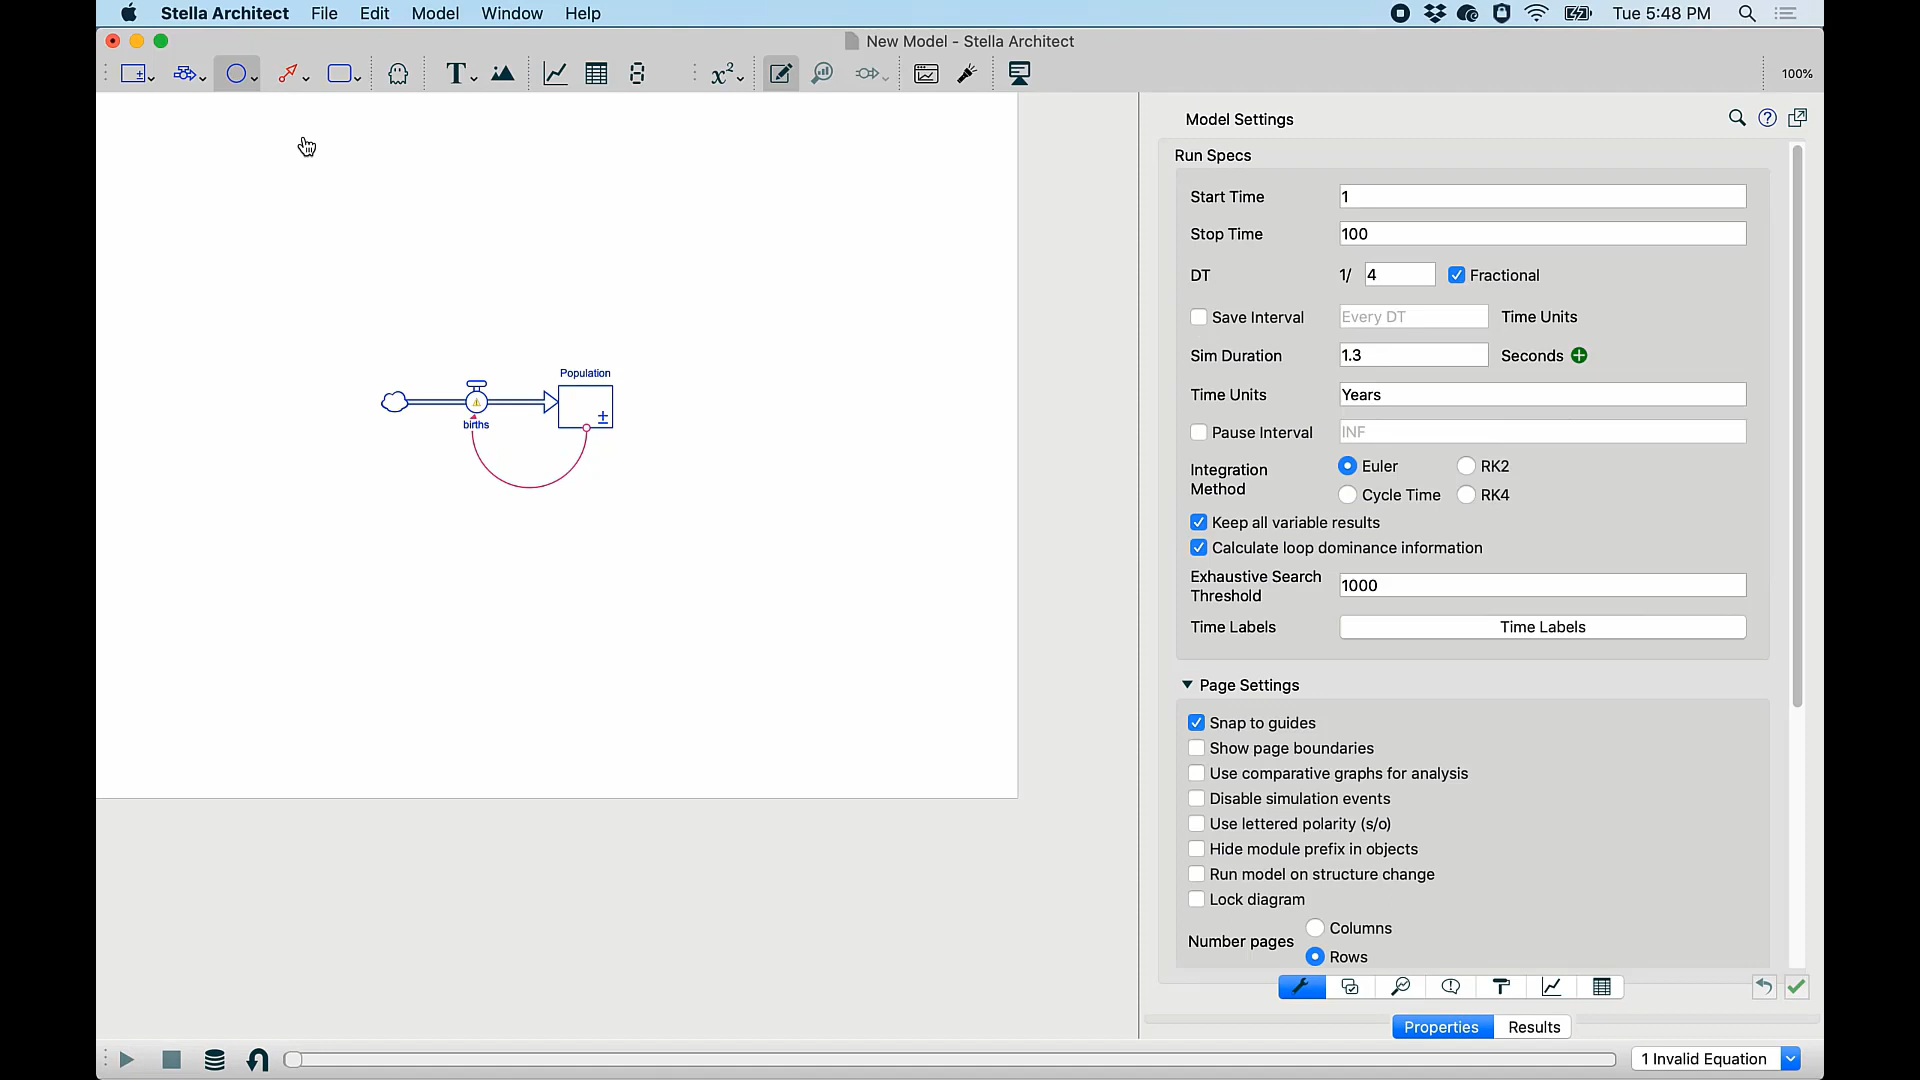 Stella Architect File Edit Model Window Help Tue 5:48 PM
New Model - Stella Architect
T x² 100%
Model Settings
Run Specs
Start Time 1
Stop Time 100
DT 1/ 4 Fractional
Save Interval Every DT Time Units
Sim Duration 1.3 Seconds
Time Units Years
Pause Interval INF
Integration Method Euler RK2
Cycle Time RK4
Keep all variable results
Calculate loop dominance information
Exhaustive Search Threshold 1000
Time Labels Time Labels
Page Settings
Snap to guides
Show page boundaries
Use comparative graphs for analysis
Disable simulation events
Use lettered polarity (s/o)
Hide module prefix in objects
Run model on structure change
Lock diagram
Number pages Columns
Rows
Properties Results
1 Invalid Equation
Population
births